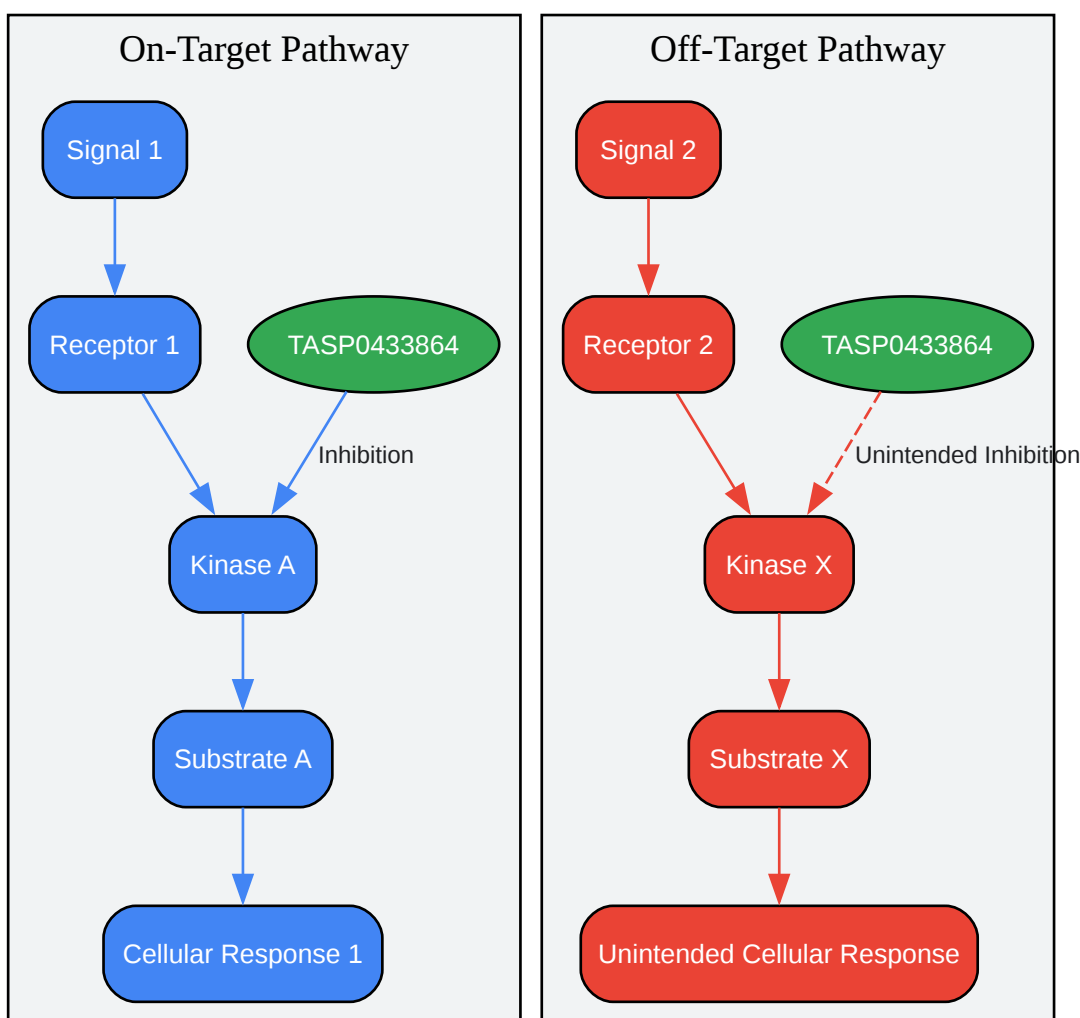 On-Target Pathway
Signal 1
Receptor 1
TASP0433864
Inhibition
Kinase A
Substrate A
Cellular Response 1
Off-Target Pathway
Signal 2
Receptor 2
TASP0433864
Unintended Inhibition
Kinase X
Substrate X
Unintended Cellular Response